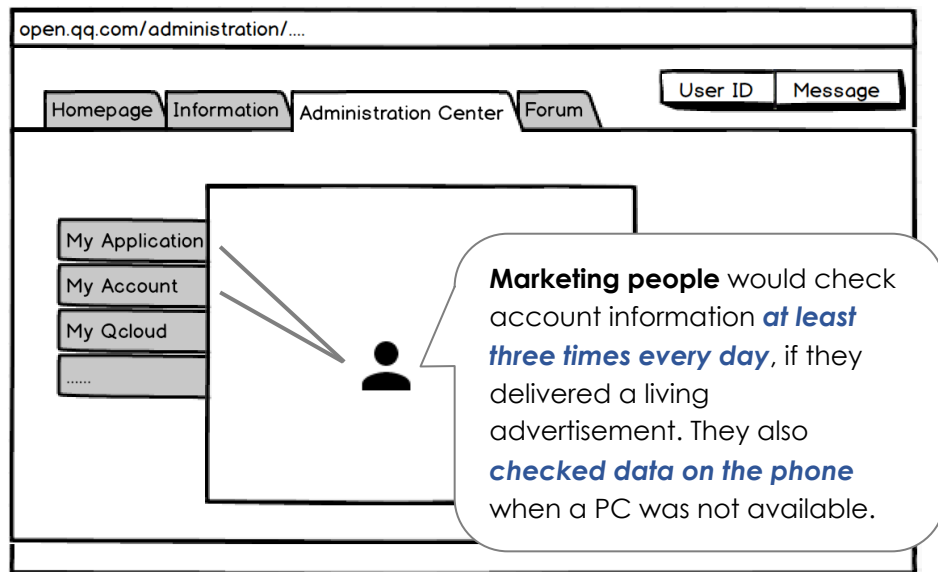 open.qq.com/administration/....
User ID Message
Homepage Information Administration Center Forum
My Application
My Account
My Qcloud
......
Marketing people would check
account information at least
three times every day, if they
delivered a living
advertisement. They also
checked data on the phone
when a PC was not available.